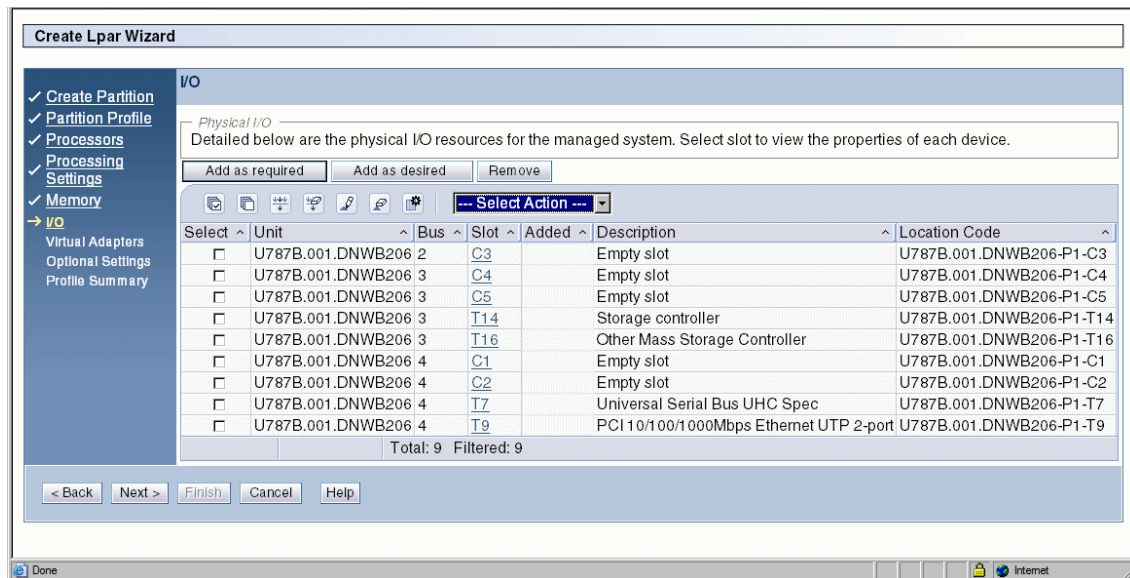 Create Lpar Wizard
✓ Create Partition
✓ Partition Profile
✓ Processors
✓ Processing
Settings
✓ Memory
→ I/O
Virtual Adapters
Optional Settings
Profile Summary
I/O
Physical I/O
Detailed below are the physical I/O resources for the managed system. Select slot to view the properties of each device.
Add as required Add as desired Remove
--- Select Action ---
Select ^ Unit ^ Bus ^ Slot ^ Added ^ Description ^ Location Code ^
U787B.001.DNWB206 2 C3 Empty slot U787B.001.DNWB206-P1-C3
U787B.001.DNWB206 3 C4 Empty slot U787B.001.DNWB206-P1-C4
U787B.001.DNWB206 3 C5 Empty slot U787B.001.DNWB206-P1-C5
U787B.001.DNWB206 3 T14 Storage controller U787B.001.DNWB206-P1-T14
U787B.001.DNWB206 3 T16 Other Mass Storage Controller U787B.001.DNWB206-P1-T16
U787B.001.DNWB206 4 C1 Empty slot U787B.001.DNWB206-P1-C1
U787B.001.DNWB206 4 C2 Empty slot U787B.001.DNWB206-P1-C2
U787B.001.DNWB206 4 T7 Universal Serial Bus UHC Spec U787B.001.DNWB206-P1-T7
U787B.001.DNWB206 4 T9 PCI 10/100/1000Mbps Ethernet UTP 2-port U787B.001.DNWB206-P1-T9
Total: 9 Filtered: 9
< Back Next > Finish Cancel Help
Done Internet